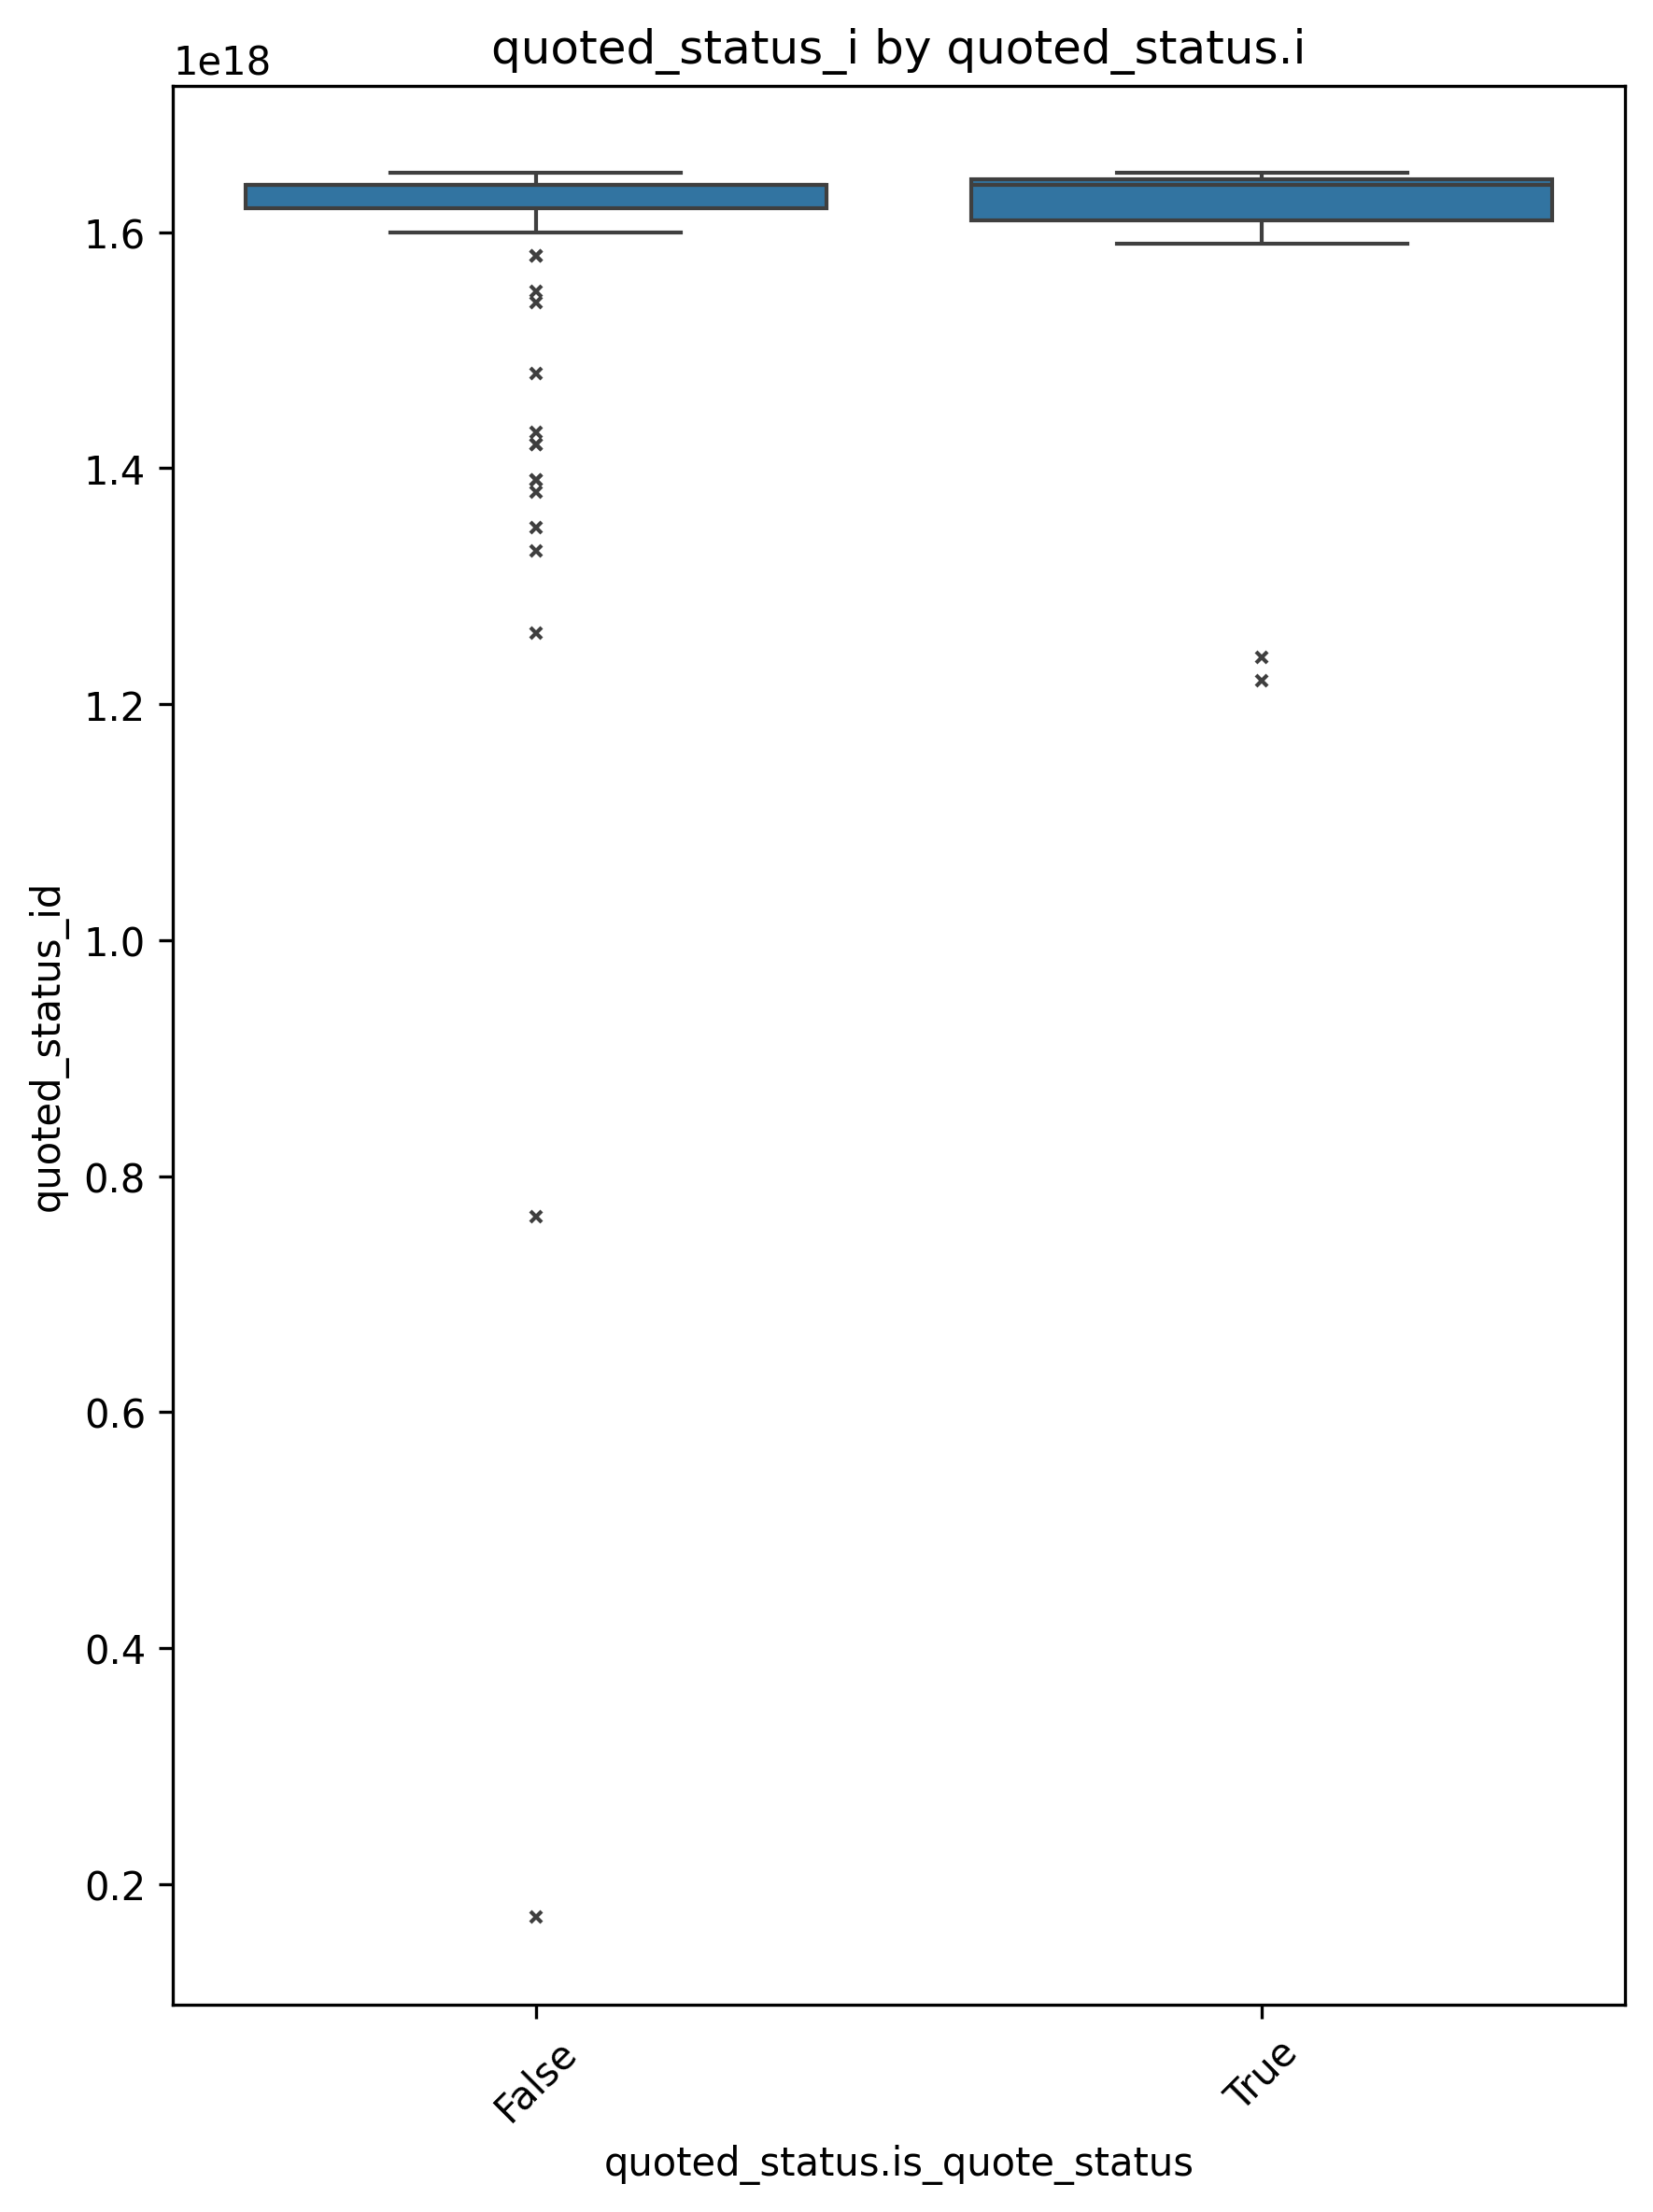 quoted_status_i by quoted_status.i
1e18
1.6
1.4
1.2
1.0
0.8
0.6
0.4
0.2
quoted_status_id
False
True
quoted_status.is_quote_status